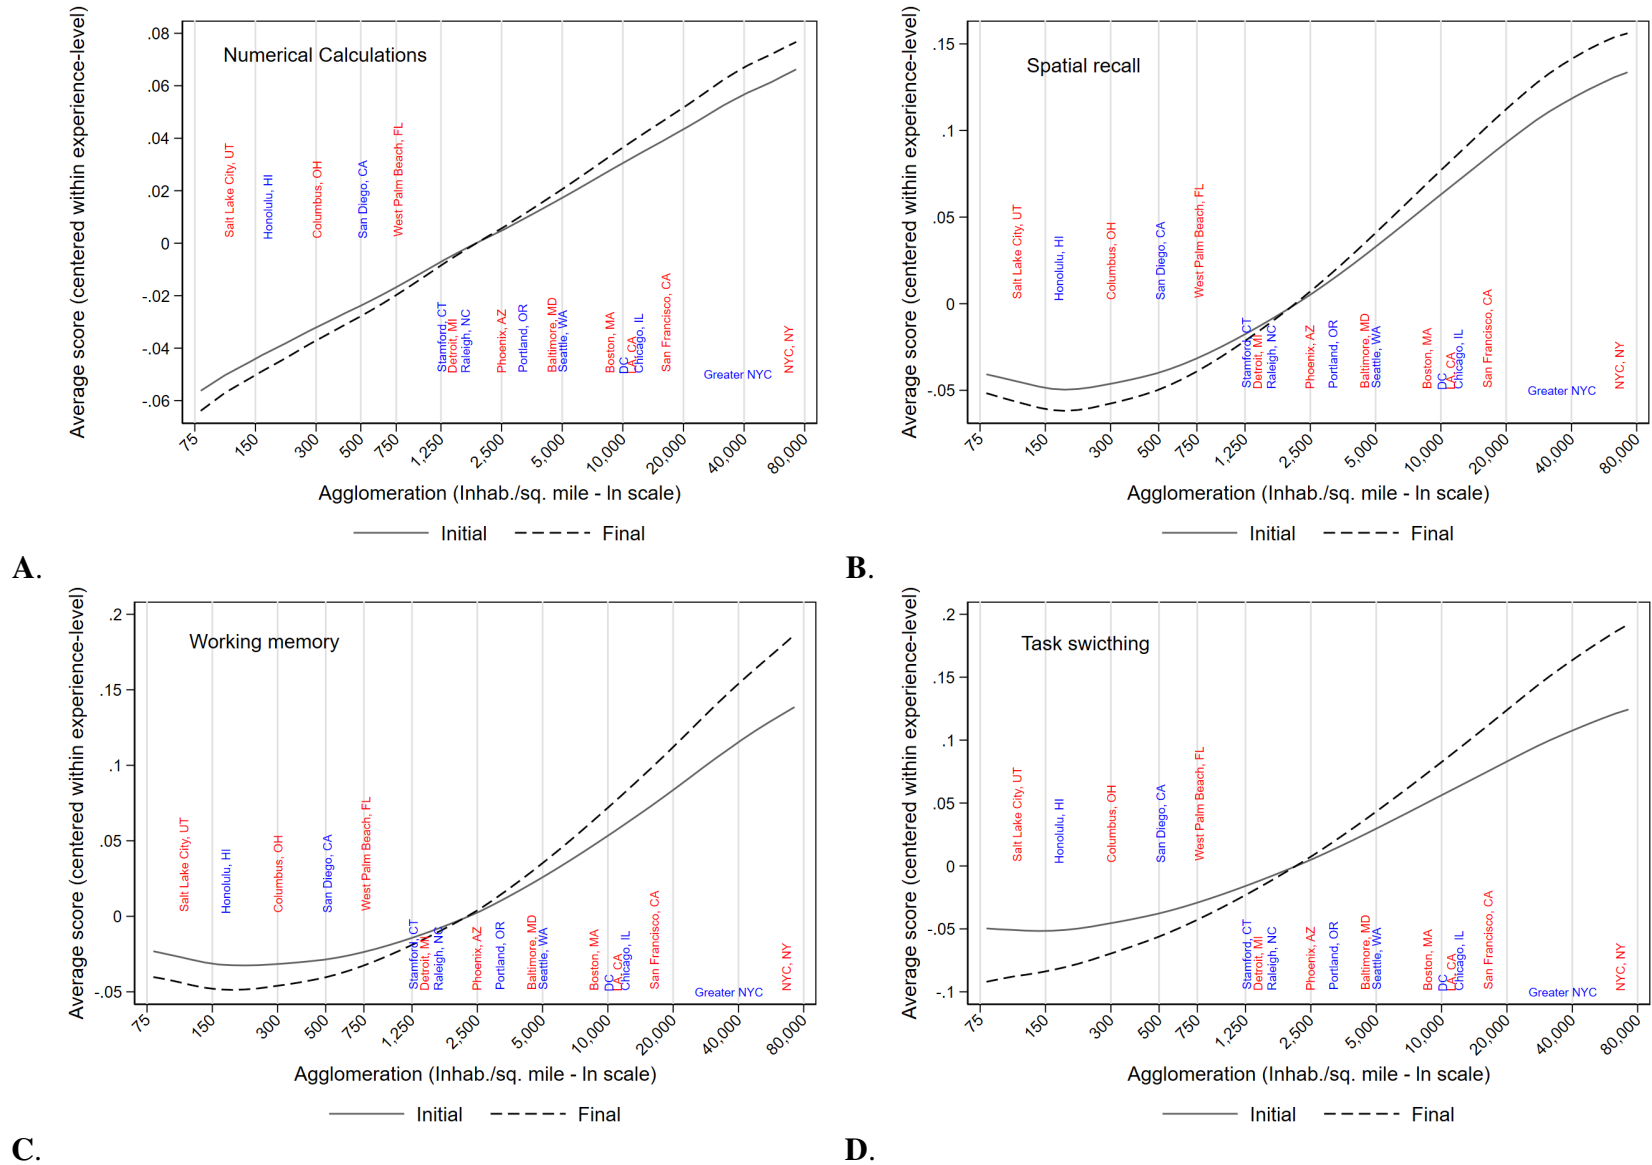 Average score (centered within experience-level)
Numerical Calculations
.08
.06
.04
.02
0
-.02
-.04
-.06
Salt Lake City, UT
Honolulu, HI
Columbus, OH
San Diego, CA
West Palm Beach, FL
Stamford, CT
Detroit, MI
Raleigh, NC
Phoenix, AZ
Portland, OR
Baltimore, MD
Seattle, WA
Boston, MA
DC
LA, CA
Chicago, IL
San Francisco, CA
Greater NYC
NYC, NY
75
150
300
500
750
1,250
2,500
5,000
10,000
20,000
40,000
80,000
Agglomeration (Inhab./sq. mile - ln scale)
Initial
Final
A.
Average score (centered within experience-level)
Spatial recall
.15
.1
.05
0
-.05
Salt Lake City, UT
Honolulu, HI
Columbus, OH
San Diego, CA
West Palm Beach, FL
Stamford, CT
Detroit, MI
Raleigh, NC
Phoenix, AZ
Portland, OR
Baltimore, MD
Seattle, WA
Boston, MA
DC
LA, CA
Chicago, IL
San Francisco, CA
Greater NYC
NYC, NY
75
150
300
500
750
1,250
2,500
5,000
10,000
20,000
40,000
80,000
Agglomeration (Inhab./sq. mile - ln scale)
Initial
Final
B.
Average score (centered within experience-level)
Working memory
.2
.15
.1
.05
0
-.05
Salt Lake City, UT
Honolulu, HI
Columbus, OH
San Diego, CA
West Palm Beach, FL
Stamford, CT
Detroit, MI
Raleigh, NC
Phoenix, AZ
Portland, OR
Baltimore, MD
Seattle, WA
Boston, MA
DC
LA, CA
Chicago, IL
San Francisco, CA
Greater NYC
NYC, NY
75
150
300
500
750
1,250
2,500
5,000
10,000
20,000
40,000
80,000
Agglomeration (Inhab./sq. mile - ln scale)
Initial
Final
C.
Average score (centered within experience-level)
Task swicthing
.2
.15
.1
.05
0
-.05
-.1
Salt Lake City, UT
Honolulu, HI
Columbus, OH
San Diego, CA
West Palm Beach, FL
Stamford, CT
Detroit, MI
Raleigh, NC
Phoenix, AZ
Portland, OR
Baltimore, MD
Seattle, WA
Boston, MA
DC
LA, CA
Chicago, IL
San Francisco, CA
Greater NYC
NYC, NY
75
150
300
500
750
1,250
2,500
5,000
10,000
20,000
40,000
80,000
Agglomeration (Inhab./sq. mile - ln scale)
Initial
Final
D.